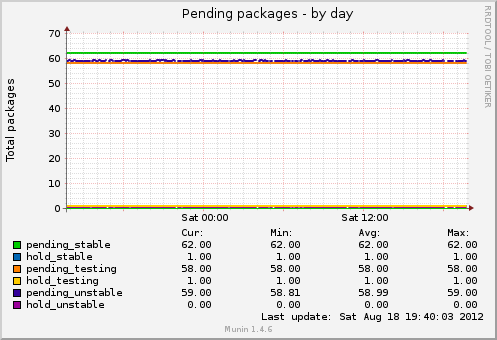 Pending packages - by day
RRDTOOL / TOBI OETIKER
Total packages
70
60
50
40
30
20
10
0
Sat 00:00 Sat 12:00
Cur: Min: Avg: Max:
pending_stable 62.00 62.00 62.00 62.00
hold_stable 1.00 1.00 1.00 1.00
pending_testing 58.00 58.00 58.00 58.00
hold_testing 1.00 1.00 1.00 1.00
pending_unstable 59.00 58.81 58.99 59.00
hold_unstable 0.00 0.00 0.00 0.00
Last update: Sat Aug 18 19:40:03 2012
Munin 1.4.6